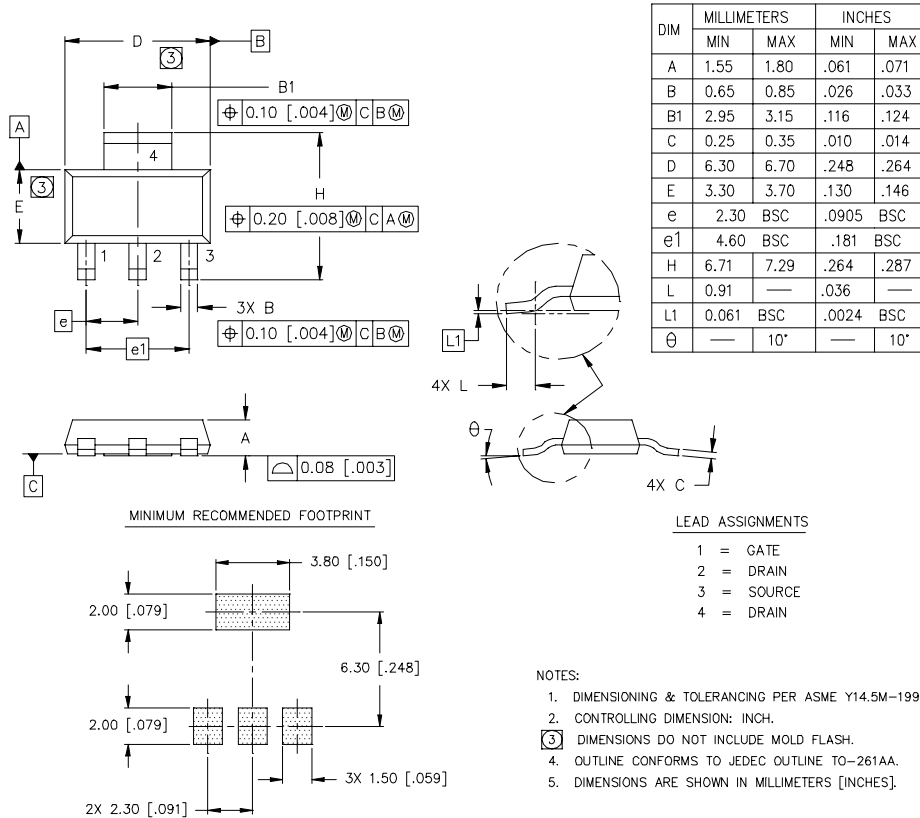 D
B
3
B1
⌖ 0.10 [.004]Ⓜ C BⓂ
A
4
3
E
H
⌖ 0.20 [.008]Ⓜ C AⓂ
1 2 3
e
3X B
e1
⌖ 0.10 [.004]Ⓜ C BⓂ
L1
4X L
DIM MILLIMETERS INCHES
MIN MAX MIN MAX
A 1.55 1.80 .061 .071
B 0.65 0.85 .026 .033
B1 2.95 3.15 .116 .124
C 0.25 0.35 .010 .014
D 6.30 6.70 .248 .264
E 3.30 3.70 .130 .146
e 2.30 BSC .0905 BSC
e1 4.60 BSC .181 BSC
H 6.71 7.29 .264 .287
L 0.91 — .036 —
L1 0.061 BSC .0024 BSC
θ — 10° — 10°
A
C
⌓ 0.08 [.003]
θ
4X C
MINIMUM RECOMMENDED FOOTPRINT
3.80 [.150]
2.00 [.079]
6.30 [.248]
2.00 [.079]
3X 1.50 [.059]
2X 2.30 [.091]
LEAD ASSIGNMENTS
1 = GATE
2 = DRAIN
3 = SOURCE
4 = DRAIN
NOTES:
1. DIMENSIONING & TOLERANCING PER ASME Y14.5M-199
2. CONTROLLING DIMENSION: INCH.
3 DIMENSIONS DO NOT INCLUDE MOLD FLASH.
4. OUTLINE CONFORMS TO JEDEC OUTLINE TO-261AA.
5. DIMENSIONS ARE SHOWN IN MILLIMETERS [INCHES].